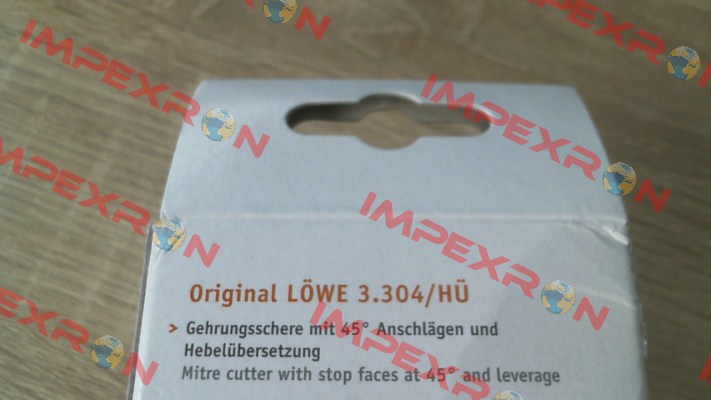 IMPEXRON
IMPEXRON
IMPEXRON
IMPEXRON
IMPEXRON
IMPEXRON
IMPEXRON
Original LÖWE 3.304/HÜ
> Gehrungsschere mit 45° Anschlägen und
Hebelübersetzung
Mitre cutter with stop faces at 45° and leverage